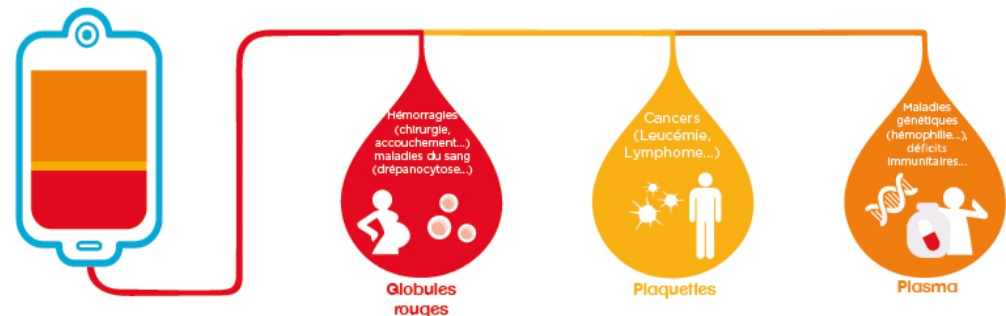 Hémorragies
(chirurgie,
accouchement...)
maladies du sang
(drépanocytose...)
Globules
rouges
Cancers
(Leucémie,
Lymphome...)
Plaquettes
Maladies
génétiques
(hémophilie...),
déficits
immunitaires...
Plasma